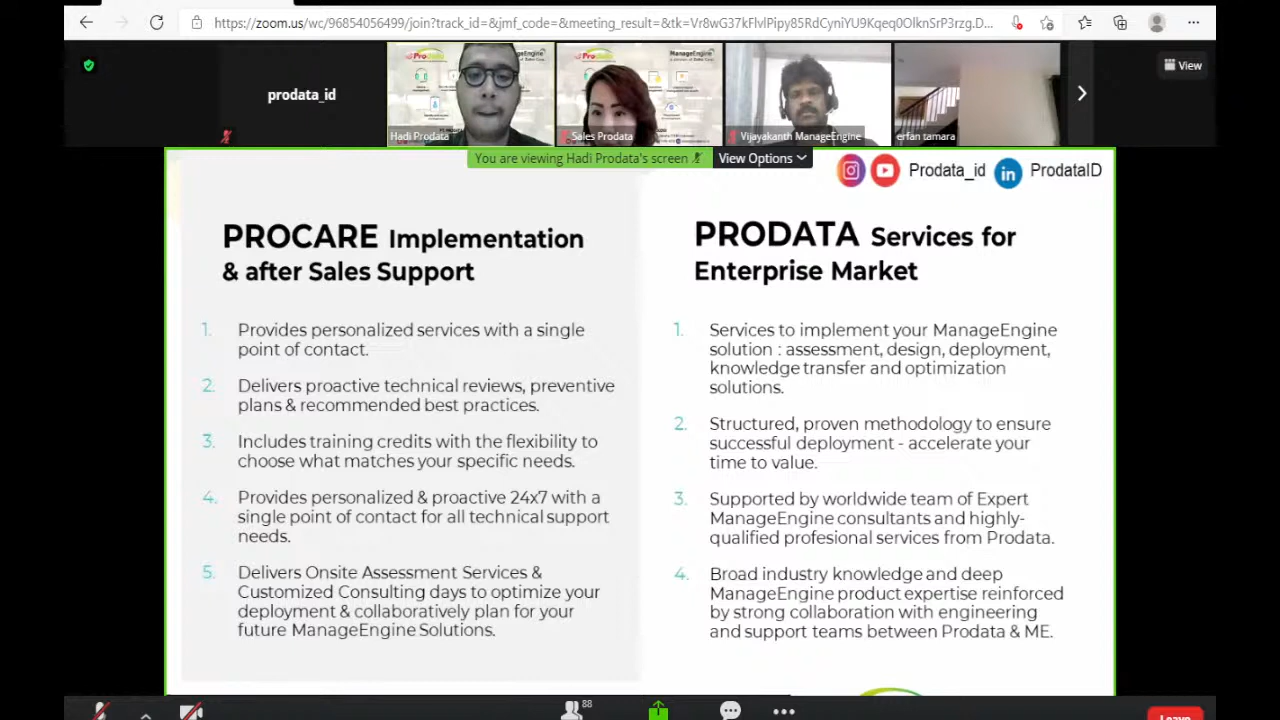 https://zoom.us/wc/96854056499/join?track_id=&jmf_code=&meeting_result=&tk=Vr8wG37kFlvlPipy85RdCyniYU9Kqeq0OlknSrP3rzg.D...
prodata_id
Hadi Prodata
Sales Prodata
Vijayakanth ManageEngine
erfan tamara
View
You are viewing Hadi Prodata's screen
View Options
Prodata_id
ProdataID
PROCARE Implementation
& after Sales Support
1. Provides personalized services with a single
point of contact.
2. Delivers proactive technical reviews, preventive
plans & recommended best practices.
3. Includes training credits with the flexibility to
choose what matches your specific needs.
4. Provides personalized & proactive 24x7 with a
single point of contact for all technical support
needs.
5. Delivers Onsite Assessment Services &
Customized Consulting days to optimize your
deployment & collaboratively plan for your
future ManageEngine Solutions.
PRODATA Services for
Enterprise Market
1. Services to implement your ManageEngine
solution : assessment, design, deployment,
knowledge transfer and optimization
solutions.
2. Structured, proven methodology to ensure
successful deployment - accelerate your
time to value.
3. Supported by worldwide team of Expert
ManageEngine consultants and highly-
qualified profesional services from Prodata.
4. Broad industry knowledge and deep
ManageEngine product expertise reinforced
by strong collaboration with engineering
and support teams between Prodata & ME.
88
Leave